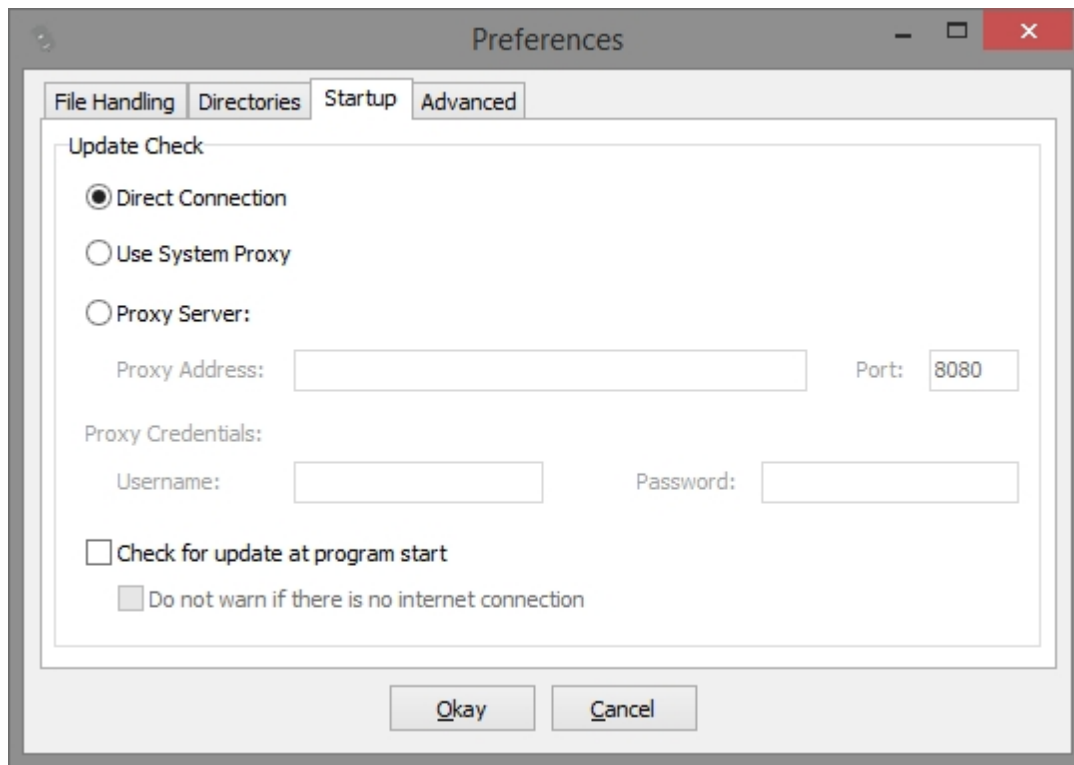 Preferences
File Handling Directories Startup Advanced
Update Check
Direct Connection
Use System Proxy
Proxy Server:
Proxy Address: Port: 8080
Proxy Credentials:
Username: Password:
Check for update at program start
Do not warn if there is no internet connection
Okay Cancel